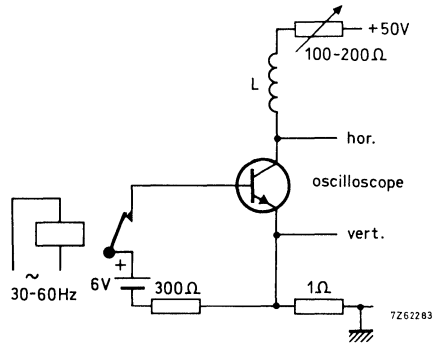 +50V
100-200Ω
L
hor.
oscilloscope
vert.
+
6V
300Ω
1Ω
~
30-60Hz
7Z62283